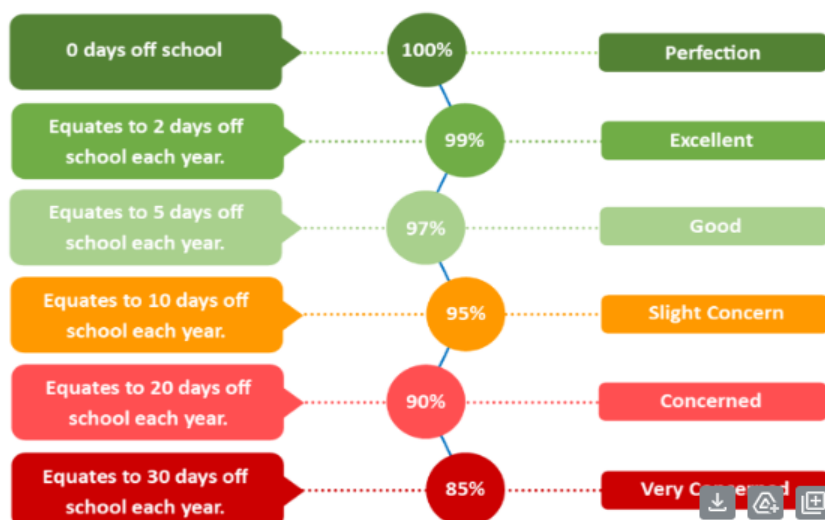 0 days off school
100%
Perfection
Equates to 2 days off
school each year.
99%
Excellent
Equates to 5 days off
school each year.
97%
Good
Equates to 10 days off
school each year.
95%
Slight Concern
Equates to 20 days off
school each year.
90%
Concerned
Equates to 30 days off
school each year.
85%
Very Concerned